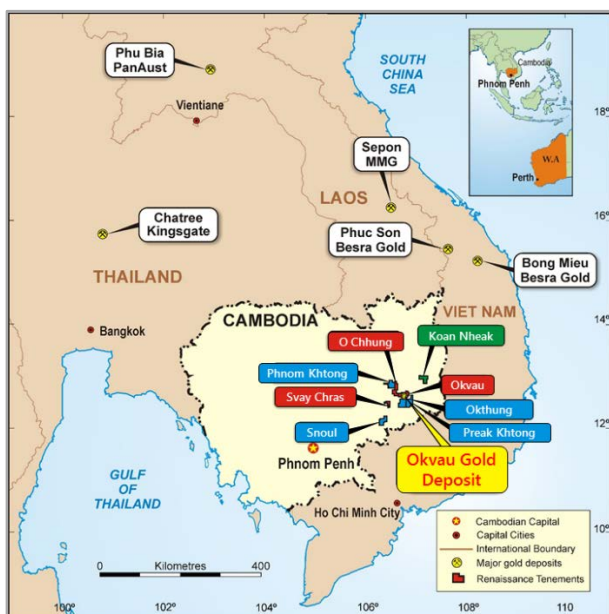 Phu Bia
PanAust
Vientiane
SOUTH
CHINA
SEA
Cambodia
Phnom Penh
W.A
Perth
Sepon
MMG
LAOS
Chatree
Kingsgate
Phuc Son
Besra Gold
Bong Mieu
Besra Gold
THAILAND
VIET NAM
CAMBODIA
Bangkok
O Chhung
Koan Nheak
Phnom Khtong
Okvau
Svay Chras
Okthung
Snoul
Preak Khtong
Phnom Penh
Okvau Gold
Deposit
GULF
OF
THAILAND
Ho Chi Minh City
Kilometres
0 200 400
Cambodian Capital
Capital Cities
International Boundary
Major gold deposits
Renaissance Tenements
18°
16°
14°
12°
10°
100° 102° 104° 106° 108° 110